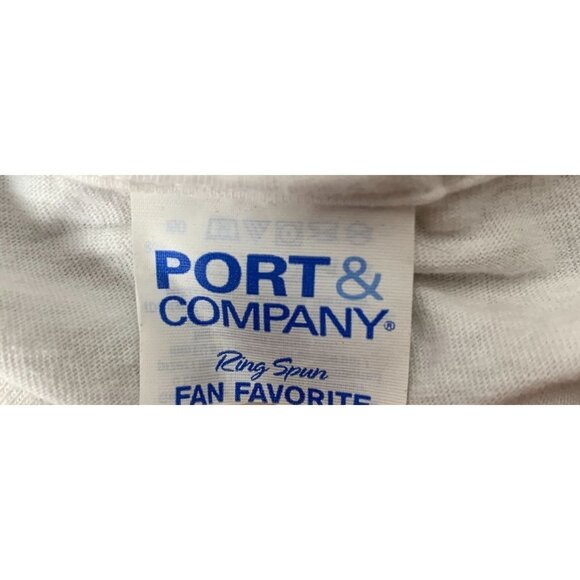 PORT &
COMPANY®
Ring Spun
FAN FAVORITE